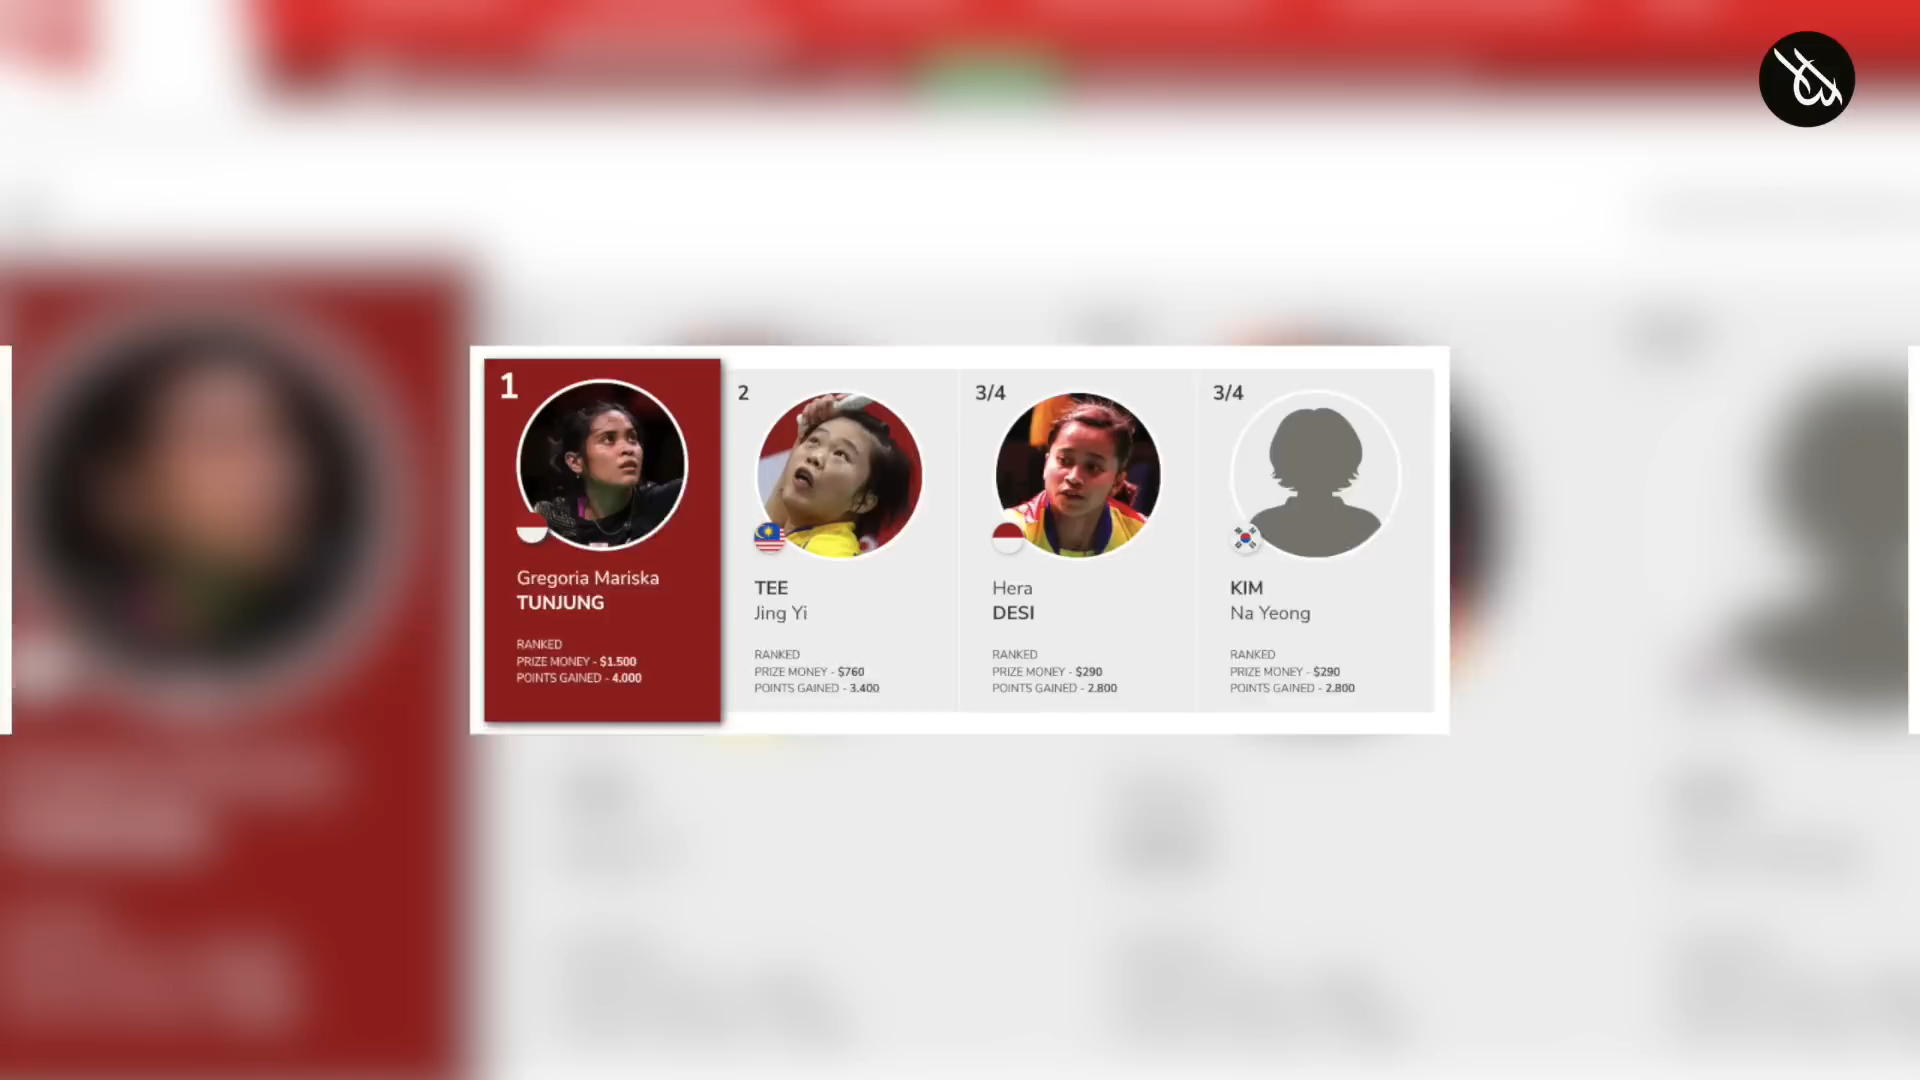 1
Gregoria Mariska
TUNJUNG
RANKED
PRIZE MONEY - $1.500
POINTS GAINED - 4.000
2
TEE
Jing Yi
RANKED
PRIZE MONEY - $760
POINTS GAINED - 3.400
3/4
Hera
DESI
RANKED
PRIZE MONEY - $290
POINTS GAINED - 2.800
3/4
KIM
Na Yeong
RANKED
PRIZE MONEY - $290
POINTS GAINED - 2.800